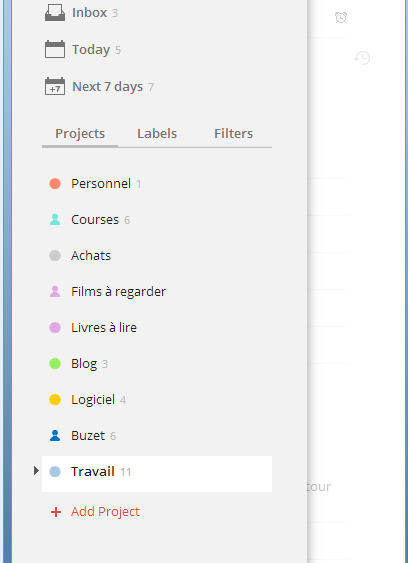 Inbox 3
Today 5
+7 Next 7 days 7
Projects Labels Filters
Personnel 1
Courses 6
Achats
Films à regarder
Livres à lire
Blog 3
Logiciel 4
Buzet 6
Travail 11
cour
+ Add Project